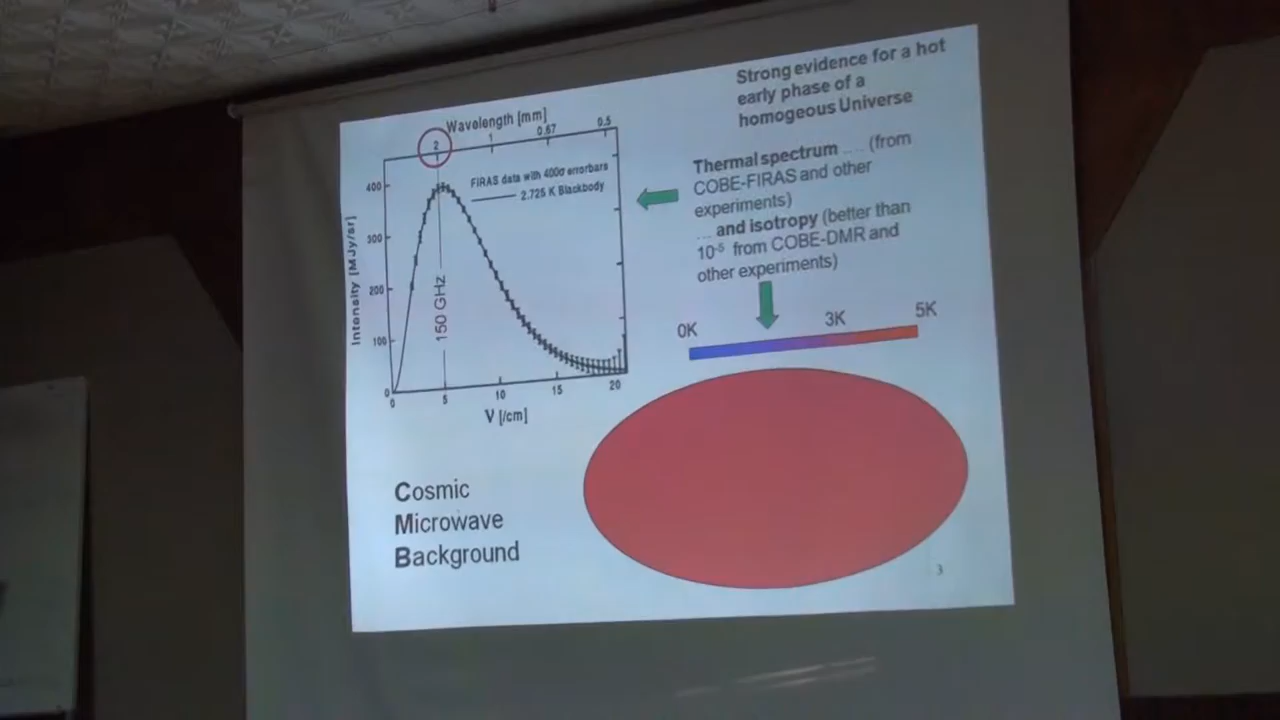 Strong evidence for a hot
early phase of a
homogeous Universe
Wavelength [mm]
2 1 0.67 0.5
FIRAS data with 400σ errorbars
2.725 K Blackbody
Intensity [MJy/sr]
400
300
200
100
0
150 GHz
0 5 10 15 20
V [/cm]
Thermal spectrum .... (from
COBE-FIRAS and other
experiments)
... and isotropy (better than
10⁻⁵ from COBE-DMR and
other experiments)
0K 3K 5K
Cosmic
Microwave
Background
3